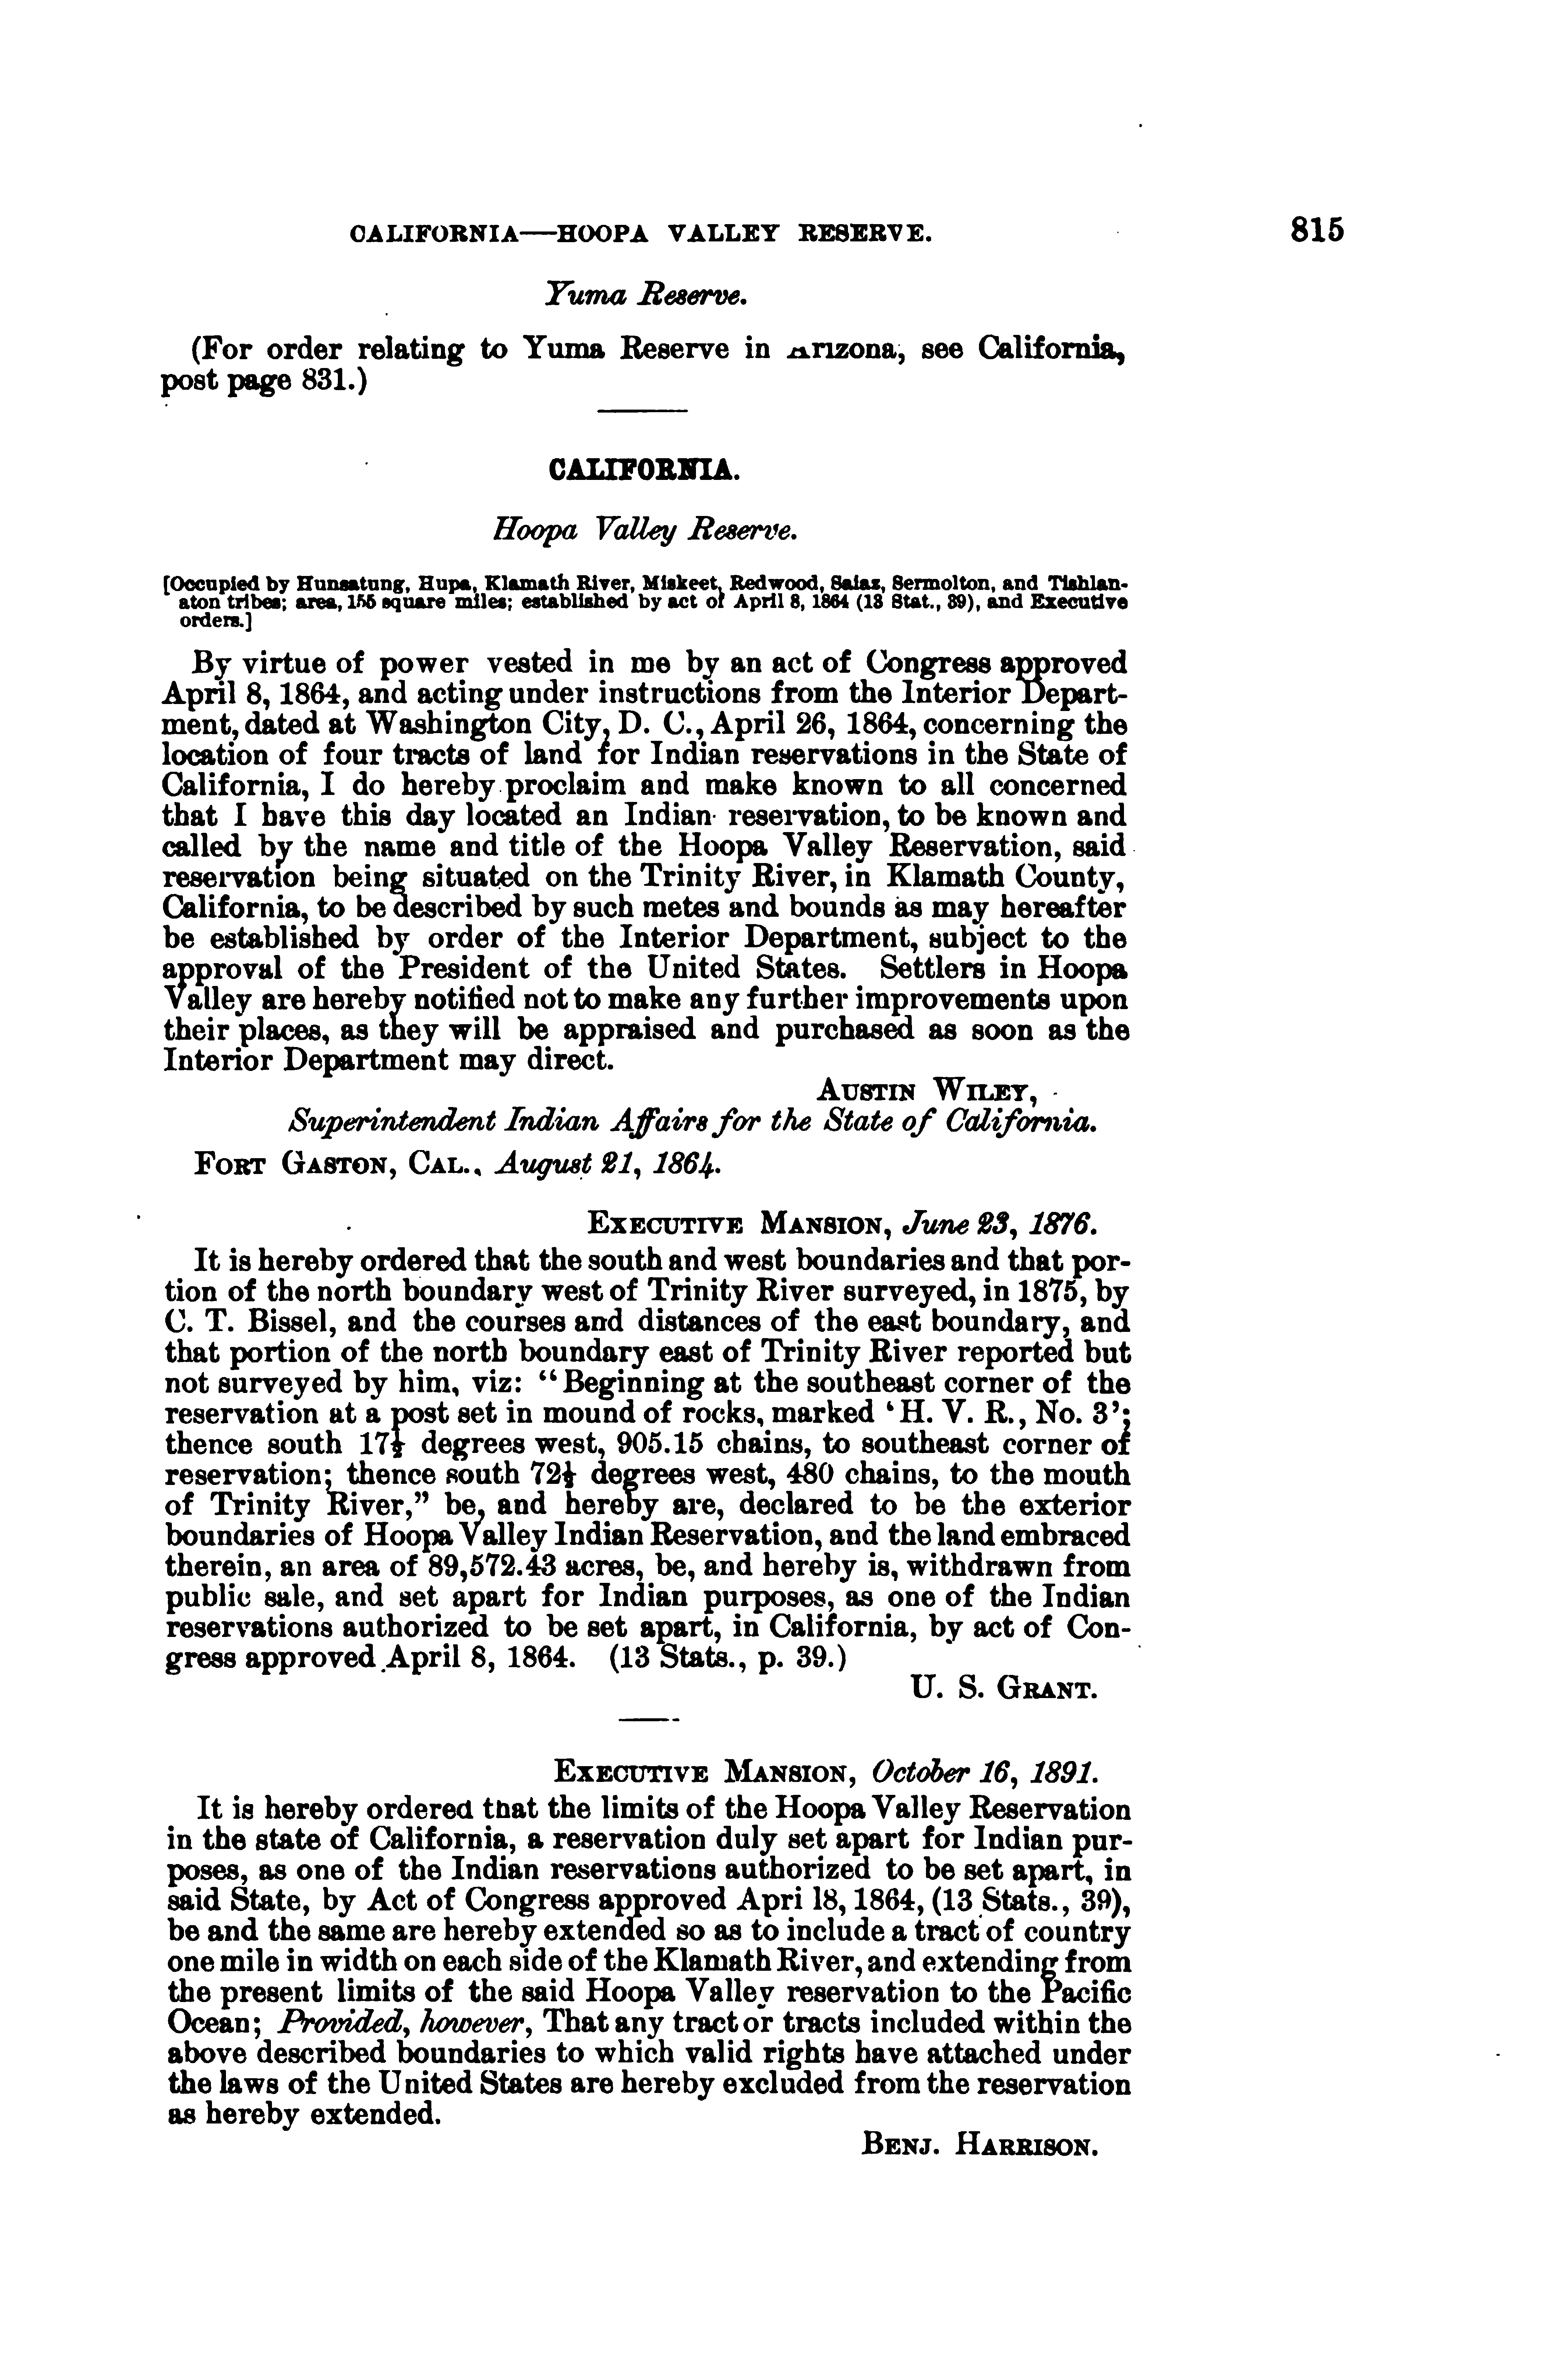 CALIFORNIA—HOOPA VALLEY RESERVE. 815
Yuma Reserve.
(For order relating to Yuma Reserve in Arizona, see California,
post page 831.)
CALIFORNIA.
Hoopa Valley Reserve.
[Occupied by Hunsatung, Hupa, Klamath River, Miskeet, Redwood, Saiaz, Sermolton, and Tishlan-
aton tribes; area, 155 square miles; established by act of April 8, 1864 (13 Stat., 39), and Executive
orders.]
By virtue of power vested in me by an act of Congress approved
April 8, 1864, and acting under instructions from the Interior Depart-
ment, dated at Washington City, D. C., April 26, 1864, concerning the
location of four tracts of land for Indian reservations in the State of
California, I do hereby proclaim and make known to all concerned
that I have this day located an Indian reservation, to be known and
called by the name and title of the Hoopa Valley Reservation, said
reservation being situated on the Trinity River, in Klamath County,
California, to be described by such metes and bounds as may hereafter
be established by order of the Interior Department, subject to the
approval of the President of the United States. Settlers in Hoopa
Valley are hereby notified not to make any further improvements upon
their places, as they will be appraised and purchased as soon as the
Interior Department may direct.
AUSTIN WILEY,
Superintendent Indian Affairs for the State of California.
FORT GASTON, CAL., August 21, 1864.
EXECUTIVE MANSION, June 23, 1876.
It is hereby ordered that the south and west boundaries and that por-
tion of the north boundary west of Trinity River surveyed, in 1875, by
C. T. Bissel, and the courses and distances of the east boundary, and
that portion of the north boundary east of Trinity River reported but
not surveyed by him, viz: “Beginning at the southeast corner of the
reservation at a post set in mound of rocks, marked ‘H. V. R., No. 3’;
thence south 17½ degrees west, 905.15 chains, to southeast corner of
reservation; thence south 72½ degrees west, 480 chains, to the mouth
of Trinity River,” be, and hereby are, declared to be the exterior
boundaries of Hoopa Valley Indian Reservation, and the land embraced
therein, an area of 89,572.43 acres, be, and hereby is, withdrawn from
public sale, and set apart for Indian purposes, as one of the Indian
reservations authorized to be set apart, in California, by act of Con-
gress approved April 8, 1864. (13 Stats., p. 39.)
U. S. GRANT.
EXECUTIVE MANSION, October 16, 1891.
It is hereby ordered that the limits of the Hoopa Valley Reservation
in the state of California, a reservation duly set apart for Indian pur-
poses, as one of the Indian reservations authorized to be set apart, in
said State, by Act of Congress approved Apri 18, 1864, (13 Stats., 39),
be and the same are hereby extended so as to include a tract of country
one mile in width on each side of the Klamath River, and extending from
the present limits of the said Hoopa Valley reservation to the Pacific
Ocean; Provided, however, That any tract or tracts included within the
above described boundaries to which valid rights have attached under
the laws of the United States are hereby excluded from the reservation
as hereby extended.
BENJ. HARRISON.